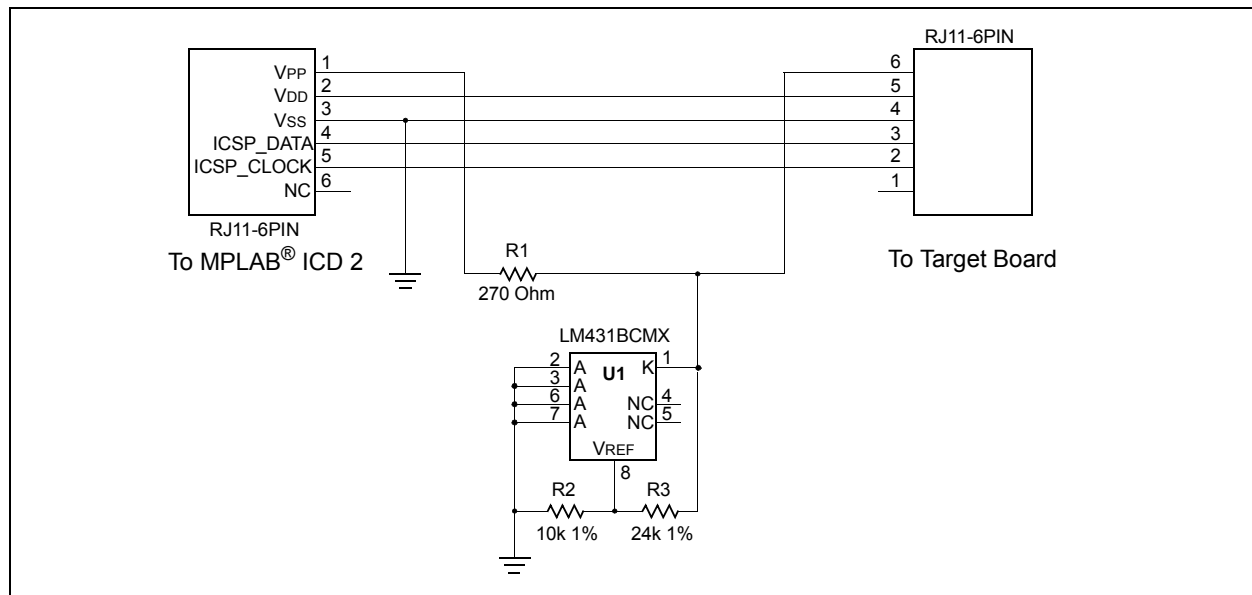 RJ11-6PIN
VPP 1
VDD 2
VSS 3
ICSP_DATA 4
ICSP_CLOCK 5
NC 6
RJ11-6PIN
To MPLAB® ICD 2
6
5
4
3
2
1
To Target Board
R1
270 Ohm
LM431BCMX
2 A U1 K 1
3 A
6 A NC 4
7 A NC 5
VREF
8
R2 R3
10k 1% 24k 1%